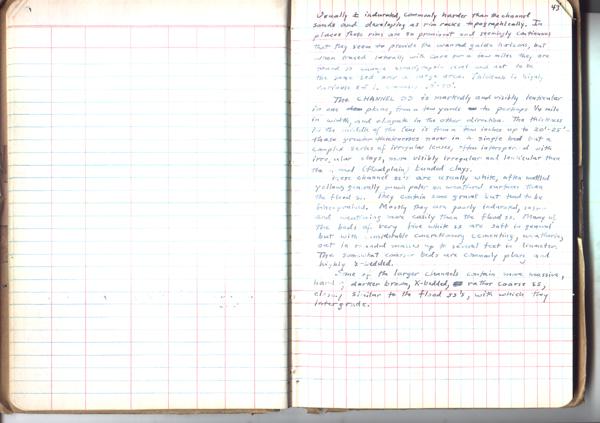 43
Usually indurated, commonly harder than the channel
sands and developing as rim rocks topographically. In
places these rims are so prominent and seemingly continuous
that they seem to provide the wanted guide horizons, but
when traced laterally with care for a few miles they are
found to change stratigraphic level and not to be
the same bed over a large area. Thickness is highly
various
The CHANNEL SS is markedly and visibly lenticular
in one plane, from a few yards to perhaps ¼ mile
in width, and elongate in the other direction. The thickness
in the middle of the lens is from a few inches up to 20'-25'-
these greater thicknesses never in a single bed but a
complex series of irregular lenses, often interspersed with
irregular clays, more visibly irregular and lenticular than
the (floodplain) banded clays.
These channel ss's are usually white, often mottled
yellow, generally much paler on weathered surfaces than
the flood ss. They contain some gravel but tend to be
finer grained. Mostly they are poorly indurated,
and weathering more easily than the flood ss. Many of
the beds of very fine white ss are soft in general
but with considerable concretionary cementing, weathering
out in rounded masses up to several feet in diameter.
The somewhat coarser beds are commonly platy and
highly X-bedded.
Some of the larger channels contain more massive,
hard, darker brown, X-bedded, rather coarse ss,
closely similar to the flood ss's, with which they
intergrade.